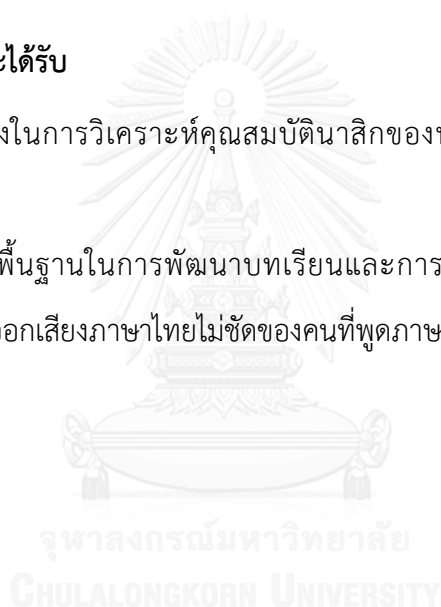 ะได้รับ
งในการวิเคราะห์คุณสมบัตินาสิกของ
พื้นฐานในการพัฒนาบทเรียนและการ
ออกเสียงภาษาไทยไม่ชัดของคนที่พูดภาษ
จุฬาลงกรณ์มหาวิทยาลัย
CHULALONGKORN UNIVERSITY